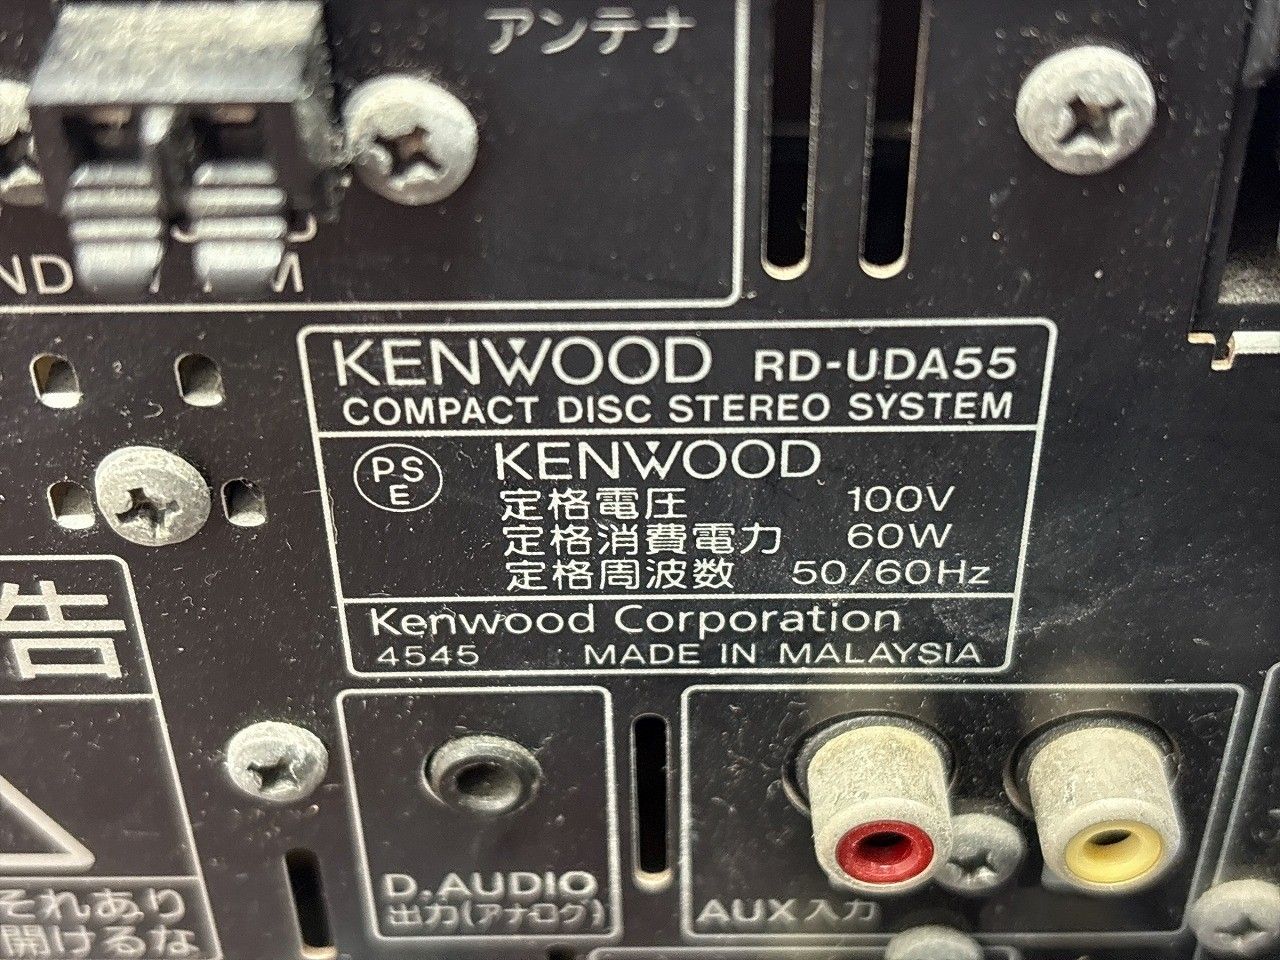 アンテナ
ND
KENWOOD RD-UDA55
COMPACT DISC STEREO SYSTEM
PS
E
KENWOOD
定格電圧 100V
定格消費電力 60W
定格周波数 50/60Hz
Kenwood Corporation
4545 MADE IN MALAYSIA
告
それあり
開けるな
D.AUDIO
出力(アナログ)
AUX 入力